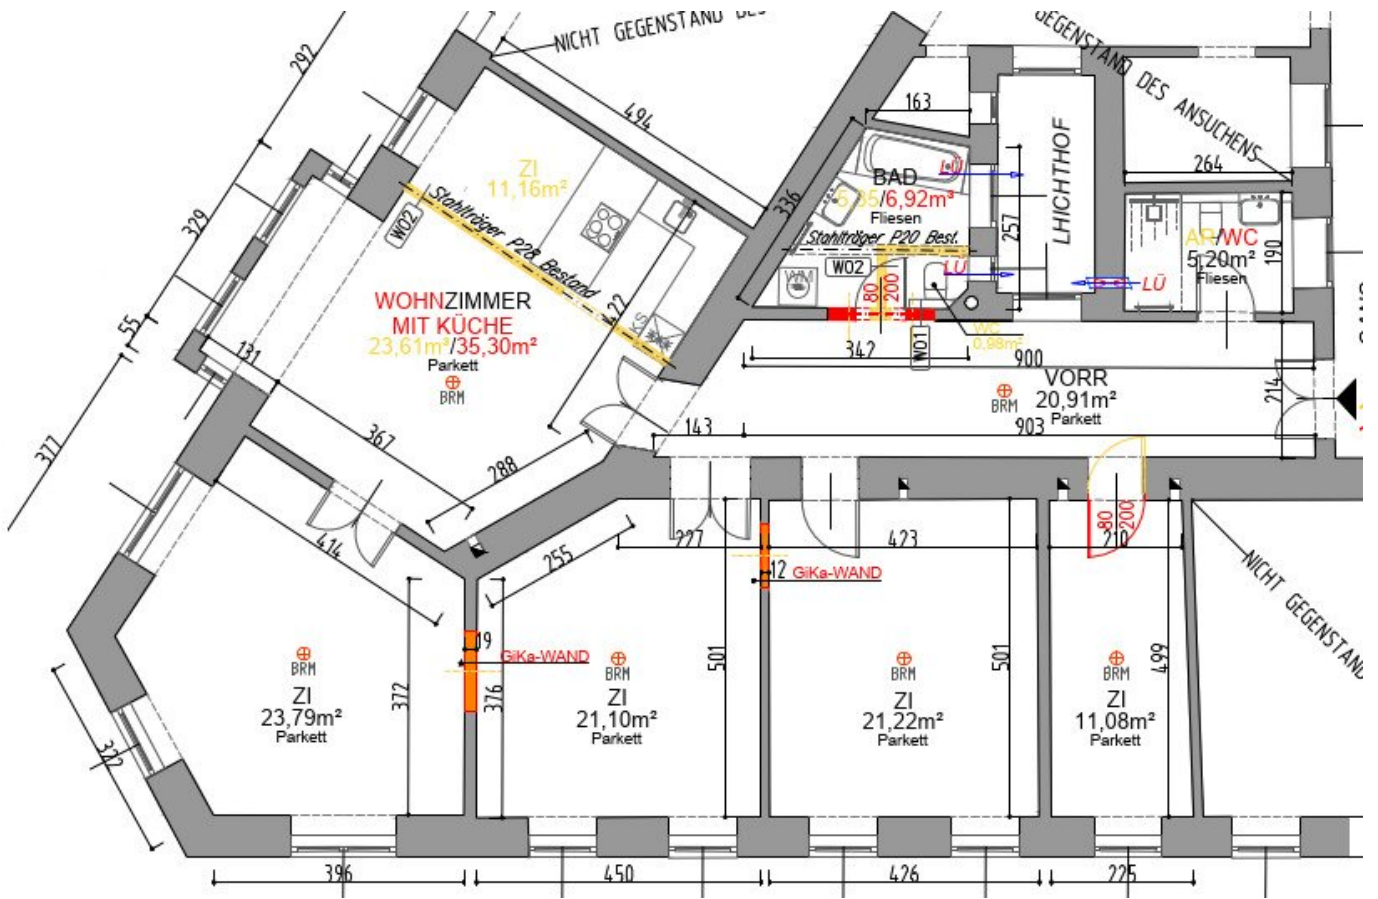 NICHT GEGENSTAND DES
GEGENSTAND DES ANSUCHENS
292
494
163
264
ZI
11,16m²
BAD
5,35/6,92m²
Fliesen
LÜ
336
257
LHICHTHOF
AR/WC
5,20m²
Fliesen
190
329
W02
Stahlträger P28 Bestand
Stahlträger P20 Best.
W02
WM
80
200
LÜ
LÜ
WOHNZIMMER
MIT KÜCHE
23,61m²/35,30m²
Parkett
BRM
KS
55
131
WC
0,98m²
W01
342
900
VORR
20,91m²
Parkett
BRM
214
377
367
288
143
903
414
255
227
423
80
200
210
12 GiKa-WAND
NICHT GEGENSTAND
19
GiKa-WAND
372
376
501
501
499
BRM
ZI
23,79m²
Parkett
BRM
ZI
21,10m²
Parkett
BRM
ZI
21,22m²
Parkett
BRM
ZI
11,08m²
Parkett
322
396
450
426
225